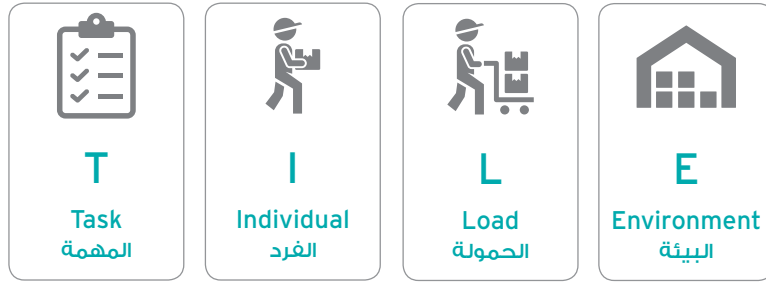 T
Task
المهمة
I
Individual
الفرد
L
Load
الحمولة
E
Environment
البيئة